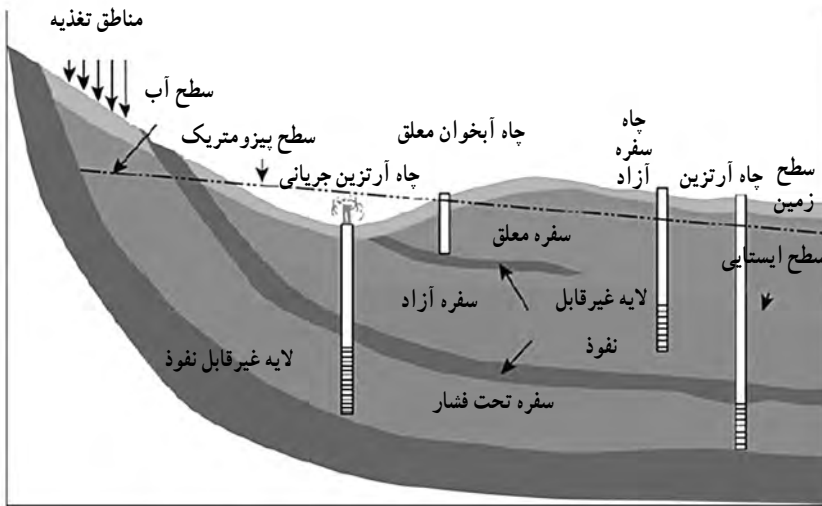 مناطق تغذیه
سطح آب
سطح پیزومتریک
چاه آبخوان معلق
چاه
سفره
آزاد
چاه آرتزین
سطح
زمین
چاه آرتزین جریانی
سفره معلق
سطح ایستایی
سفره آزاد
لایه غیرقابل
نفوذ
لایه غیرقابل نفوذ
سفره تحت فشار